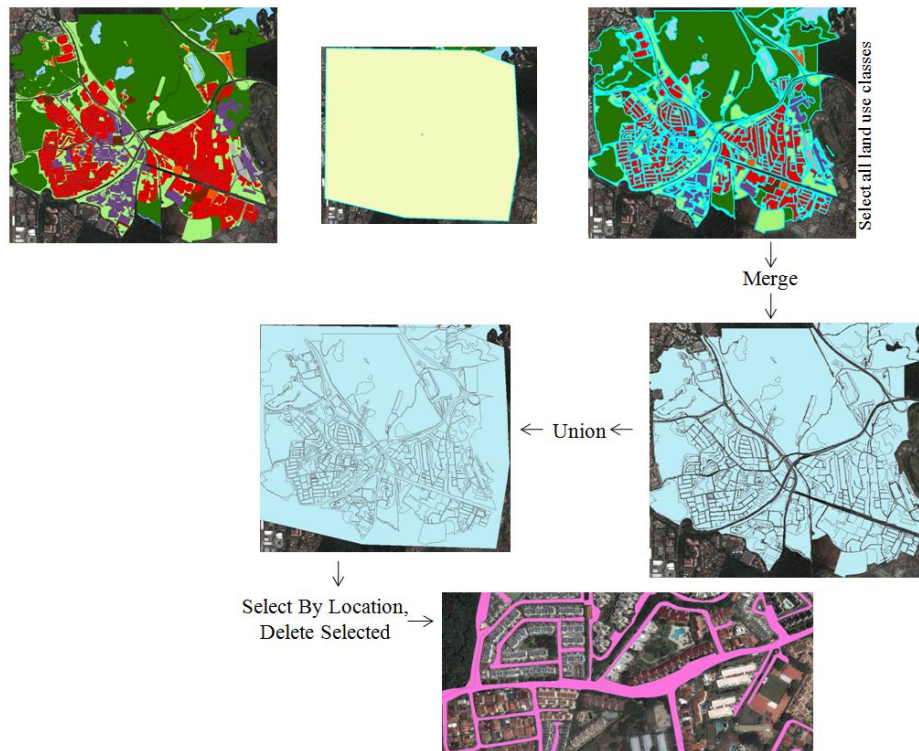 Select all land use classes
Merge
Union
Select By Location,
Delete Selected